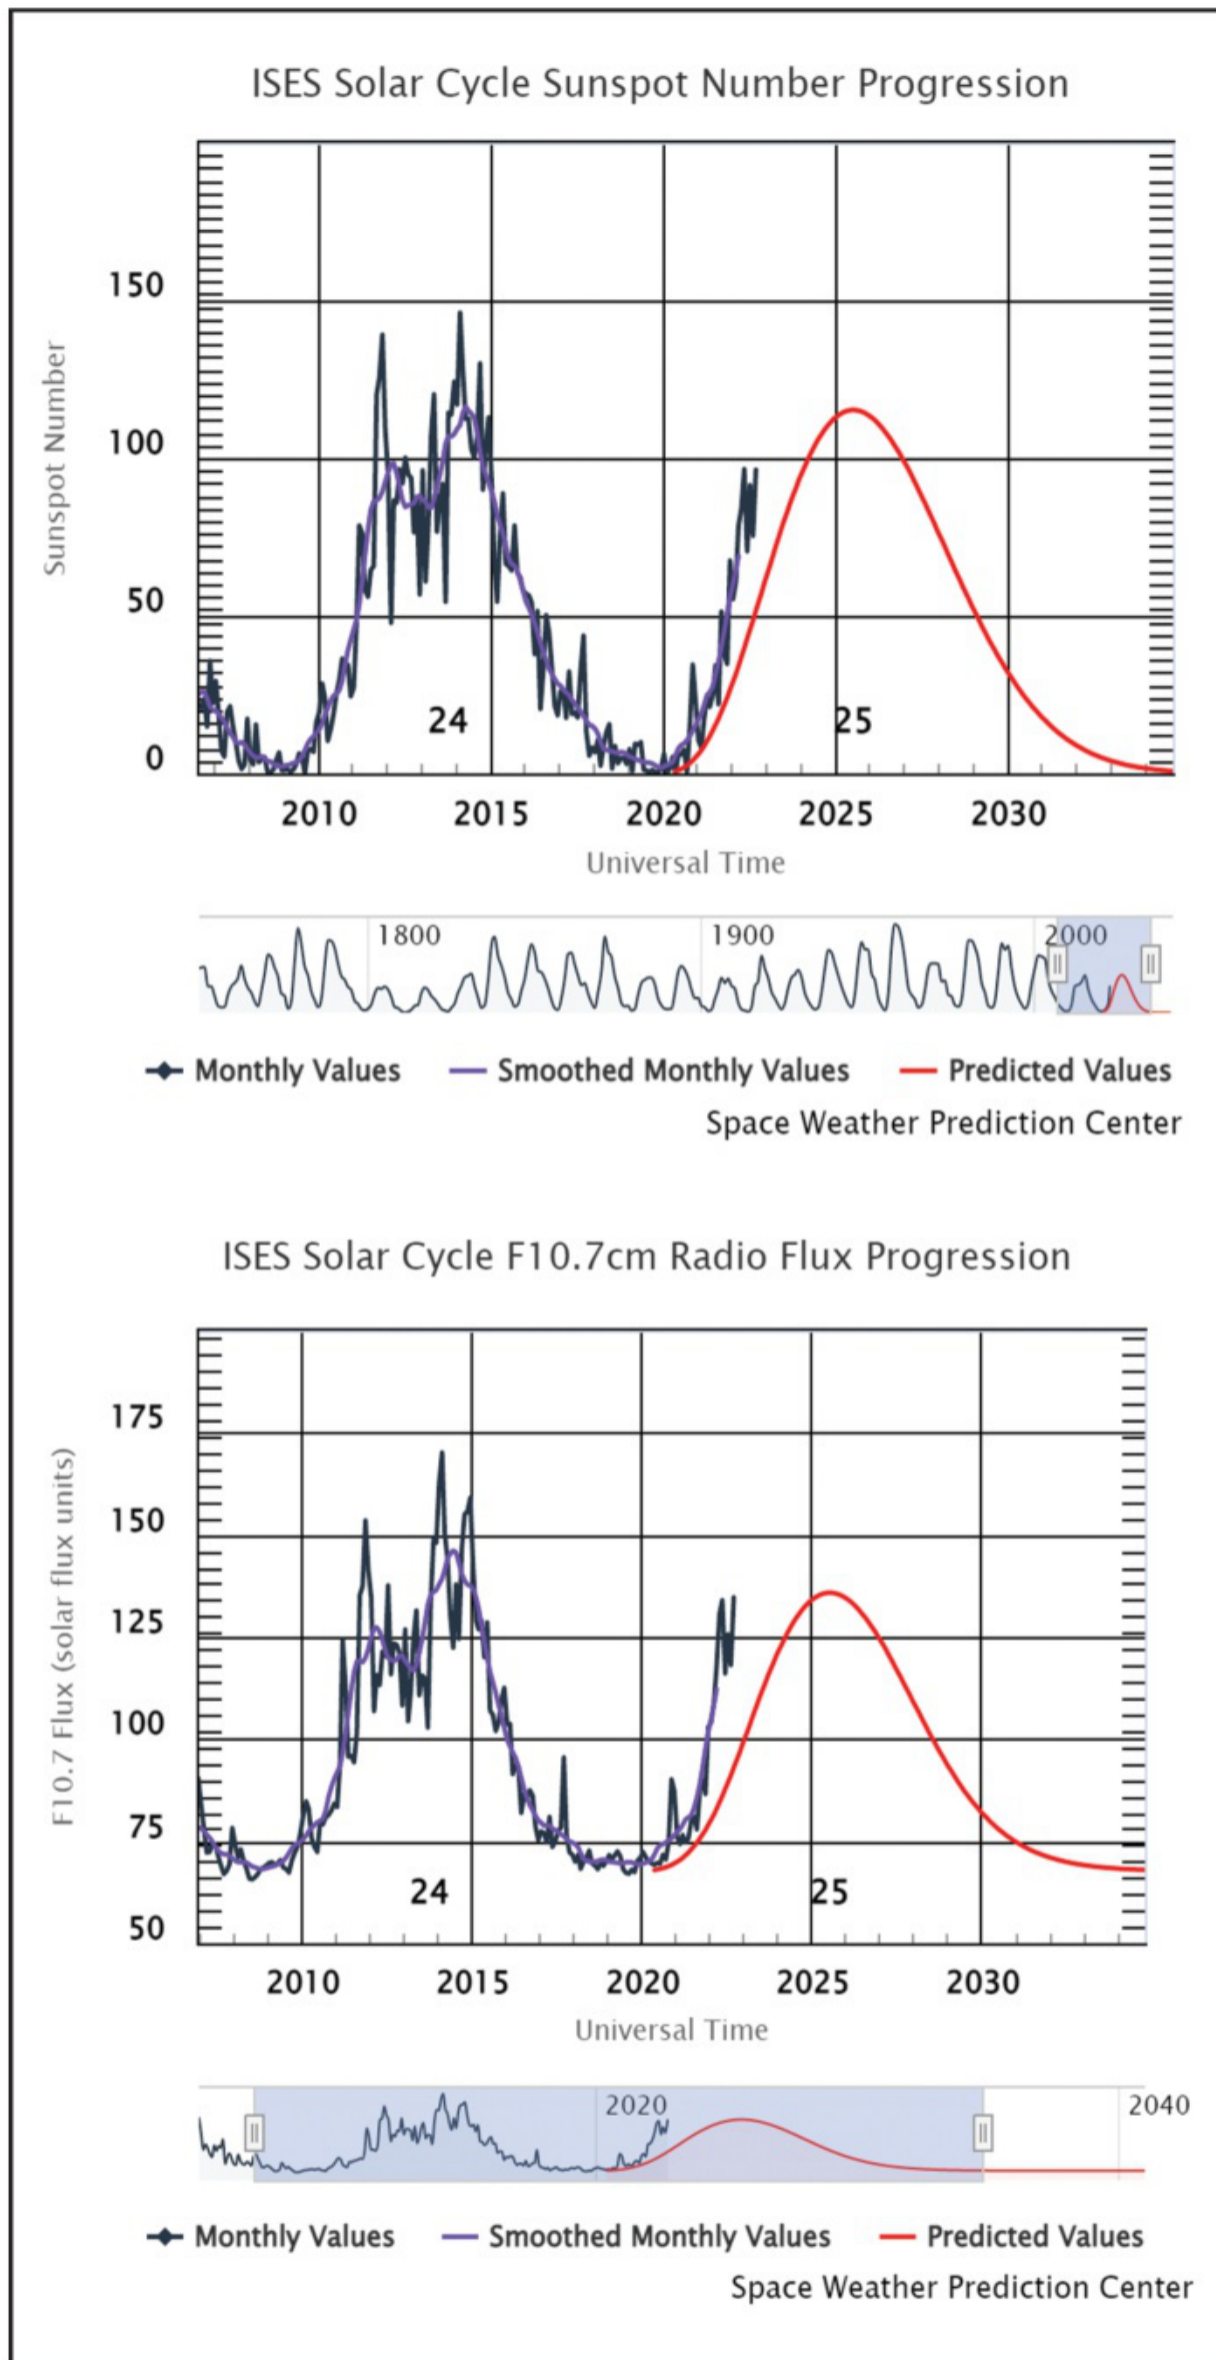 ISES Solar Cycle Sunspot Number Progression
Sunspot Number
150
100
50
0
24
25
2010 2015 2020 2025 2030
Universal Time
1800 1900 2000
Monthly Values Smoothed Monthly Values Predicted Values
Space Weather Prediction Center
ISES Solar Cycle F10.7cm Radio Flux Progression
F10.7 Flux (solar flux units)
175
150
125
100
75
50
24
25
2010 2015 2020 2025 2030
Universal Time
2020 2040
Monthly Values Smoothed Monthly Values Predicted Values
Space Weather Prediction Center